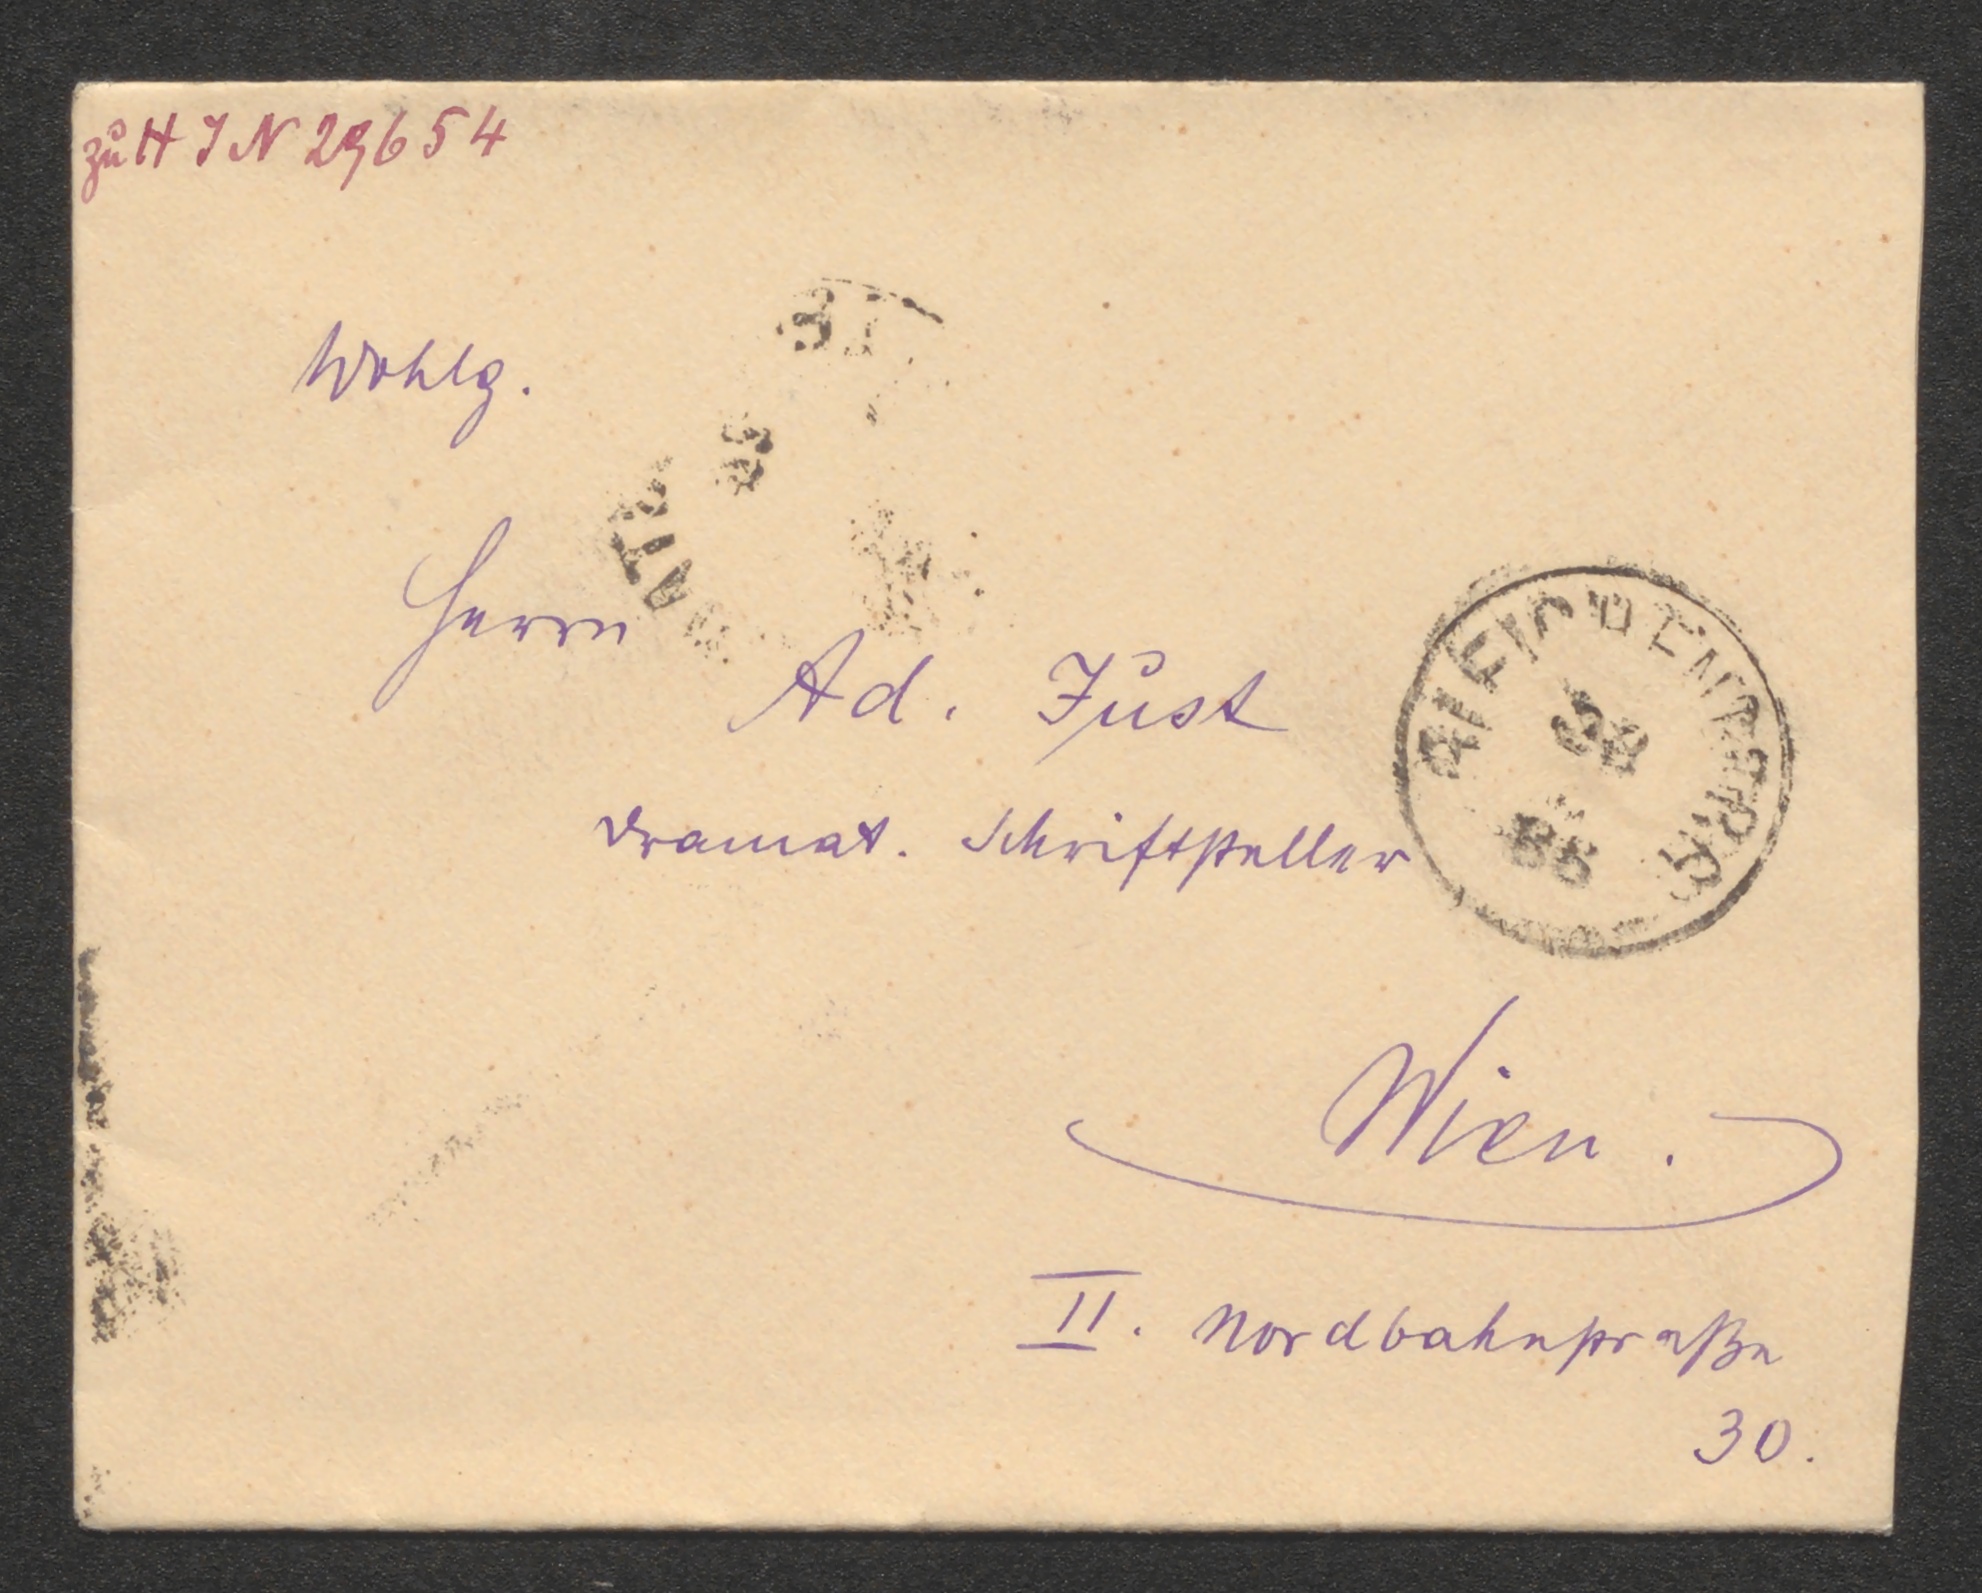 zu H I N 29654
Wohlg.
Herrn
Ad. Just
dramat. Schriftsteller
Wien.
II. Nordbahnstraße
30.